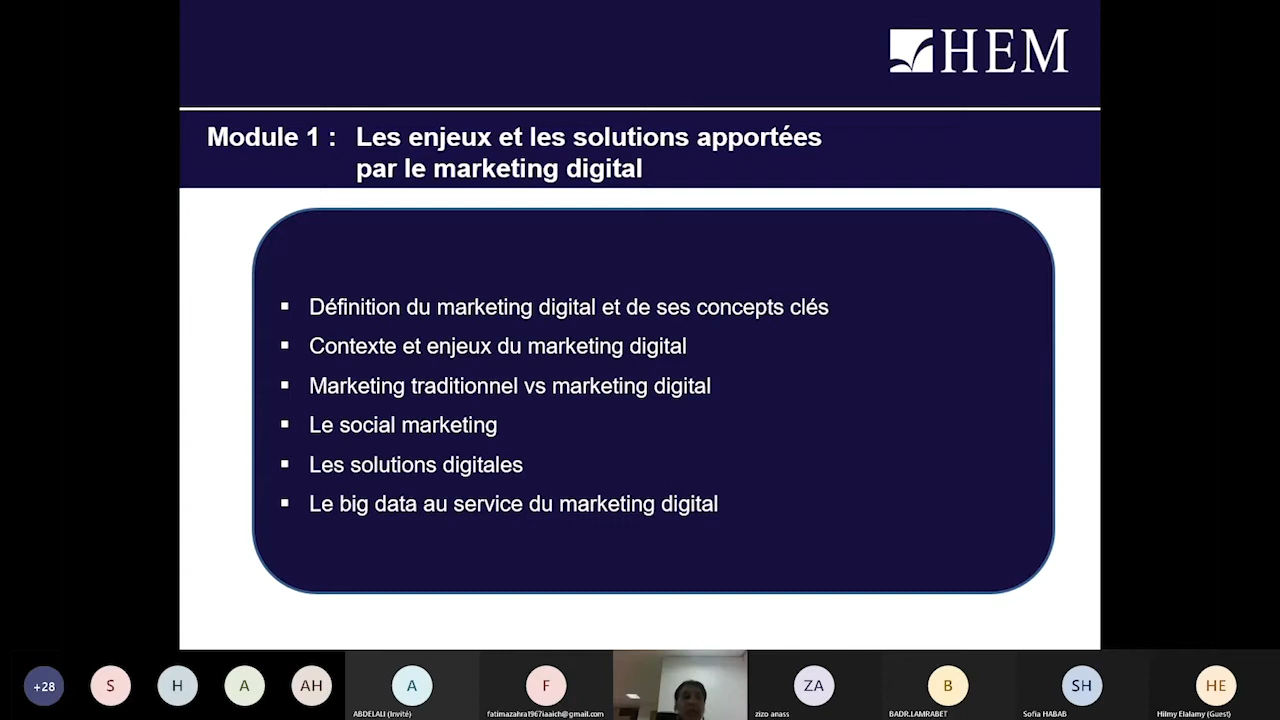 HEM
Module 1 : Les enjeux et les solutions apportées
par le marketing digital
▪ Définition du marketing digital et de ses concepts clés
▪ Contexte et enjeux du marketing digital
▪ Marketing traditionnel vs marketing digital
▪ Le social marketing
▪ Les solutions digitales
▪ Le big data au service du marketing digital
+28 S H A AH A F ZA B SH HE
ABDELALI (Invité) fatimazahra1967iaaich@gmail.com zizo anass BADR.LAMRABET Sofia HABAB Hilmy Elalamy (Guest)